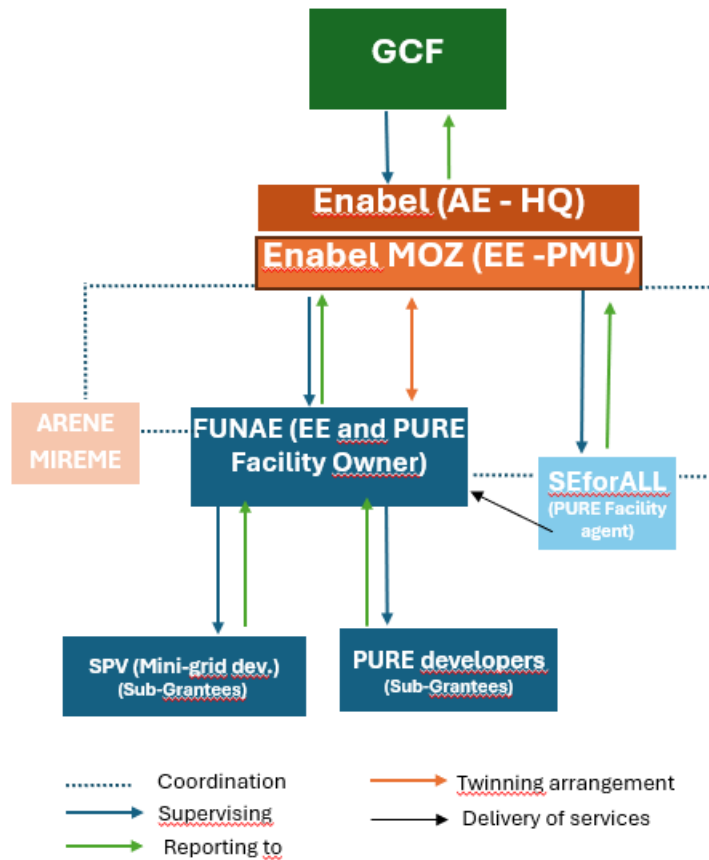 GCF
Enabel (AE - HQ)
Enabel MOZ (EE -PMU)
ARENE
MIREME
FUNAE (EE and PURE
Facility Owner)
SEforALL
(PURE Facility
agent)
SPV (Mini-grid dev.)
(Sub-Grantees)
PURE developers
(Sub-Grantees)
Coordination
Supervising
Reporting to
Twinning arrangement
Delivery of services